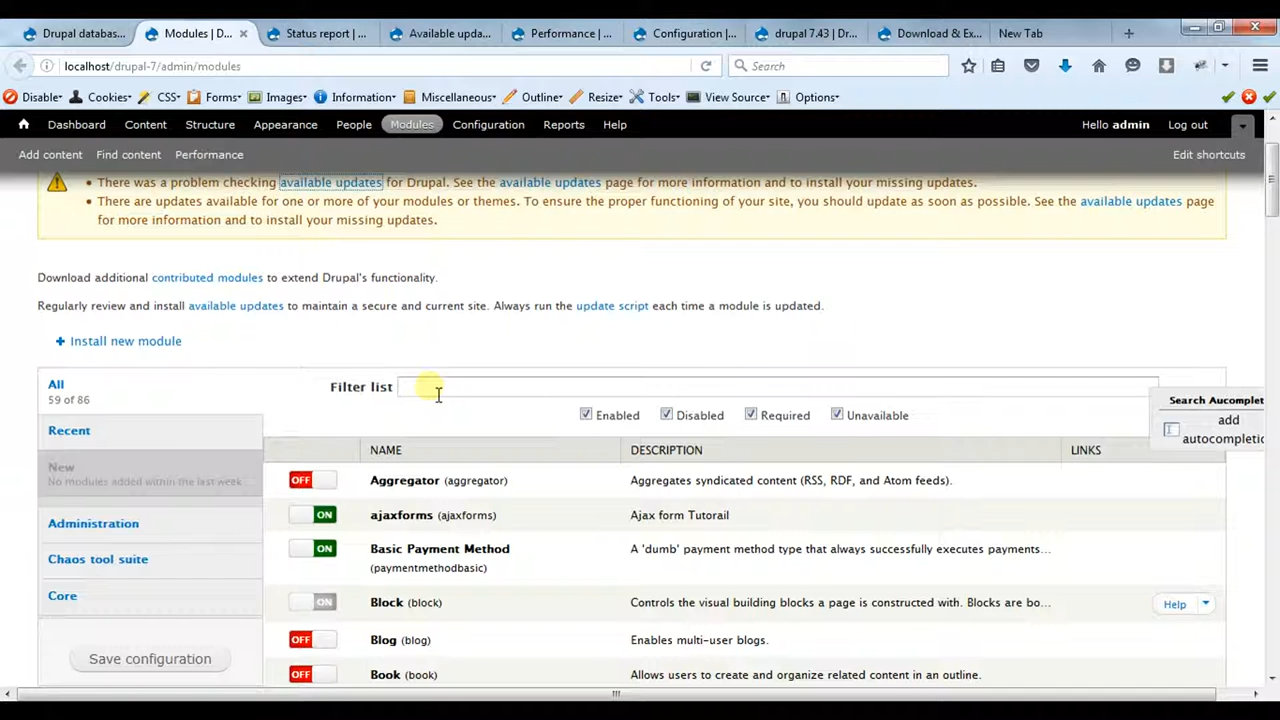 Drupal databas...
Modules | D...
Status report | ...
Available upda...
Performance | ...
Configuration |...
drupal 7.43 | Dr...
Download & Ex...
New Tab
localhost/drupal-7/admin/modules
Search
Disable
Cookies
CSS
Forms
Images
Information
Miscellaneous
Outline
Resize
Tools
View Source
Options
Dashboard
Content
Structure
Appearance
People
Modules
Configuration
Reports
Help
Hello admin
Log out
Add content
Find content
Performance
Edit shortcuts
There was a problem checking available updates for Drupal. See the available updates page for more information and to install your missing updates.
There are updates available for one or more of your modules or themes. To ensure the proper functioning of your site, you should update as soon as possible. See the available updates page
for more information and to install your missing updates.
Download additional contributed modules to extend Drupal's functionality.
Regularly review and install available updates to maintain a secure and current site. Always run the update script each time a module is updated.
+ Install new module
All
59 of 86
Recent
New
No modules added within the last week.
Administration
Chaos tool suite
Core
Save configuration
Filter list
Enabled
Disabled
Required
Unavailable
Search Aucomplet
add
autocompletic
NAME
DESCRIPTION
LINKS
OFF
Aggregator (aggregator)
Aggregates syndicated content (RSS, RDF, and Atom feeds).
ON
ajaxforms (ajaxforms)
Ajax form Tutorail
ON
Basic Payment Method
(paymentmethodbasic)
A 'dumb' payment method type that always successfully executes payments...
ON
Block (block)
Controls the visual building blocks a page is constructed with. Blocks are bo...
Help
OFF
Blog (blog)
Enables multi-user blogs.
OFF
Book (book)
Allows users to create and organize related content in an outline.